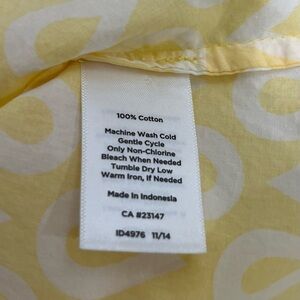 100% Cotton
Machine Wash Cold
Gentle Cycle
Only Non-Chlorine
Bleach When Needed
Tumble Dry Low
Warm Iron, If Needed
Made in Indonesia
CA #23147
ID4976 11/14